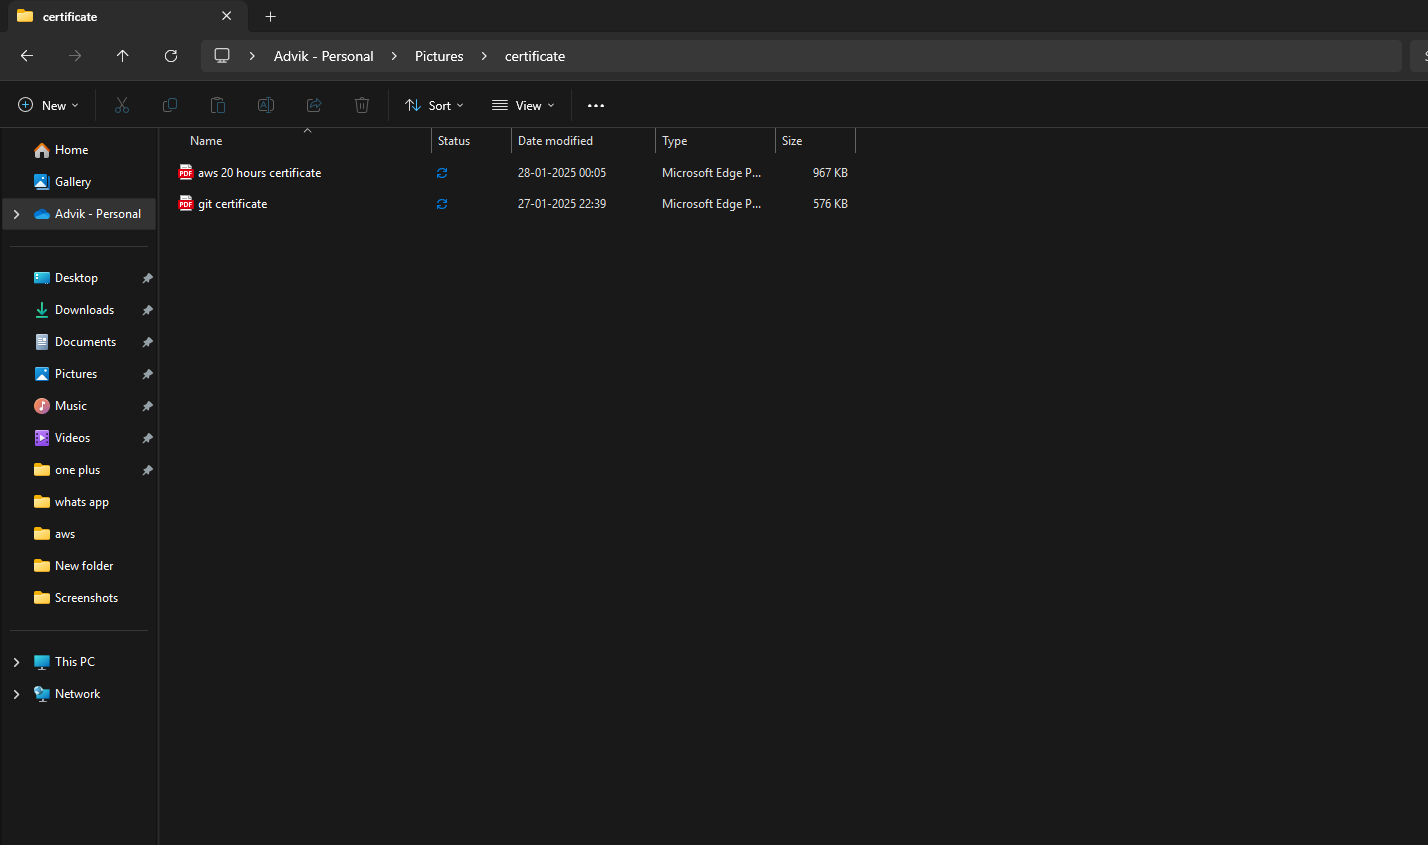 certificate
Advik - Personal Pictures certificate S
New Sort View
Name Status Date modified Type Size
Home
Gallery
Advik - Personal
aws 20 hours certificate 28-01-2025 00:05 Microsoft Edge P... 967 KB
git certificate 27-01-2025 22:39 Microsoft Edge P... 576 KB
Desktop
Downloads
Documents
Pictures
Music
Videos
one plus
whats app
aws
New folder
Screenshots
This PC
Network